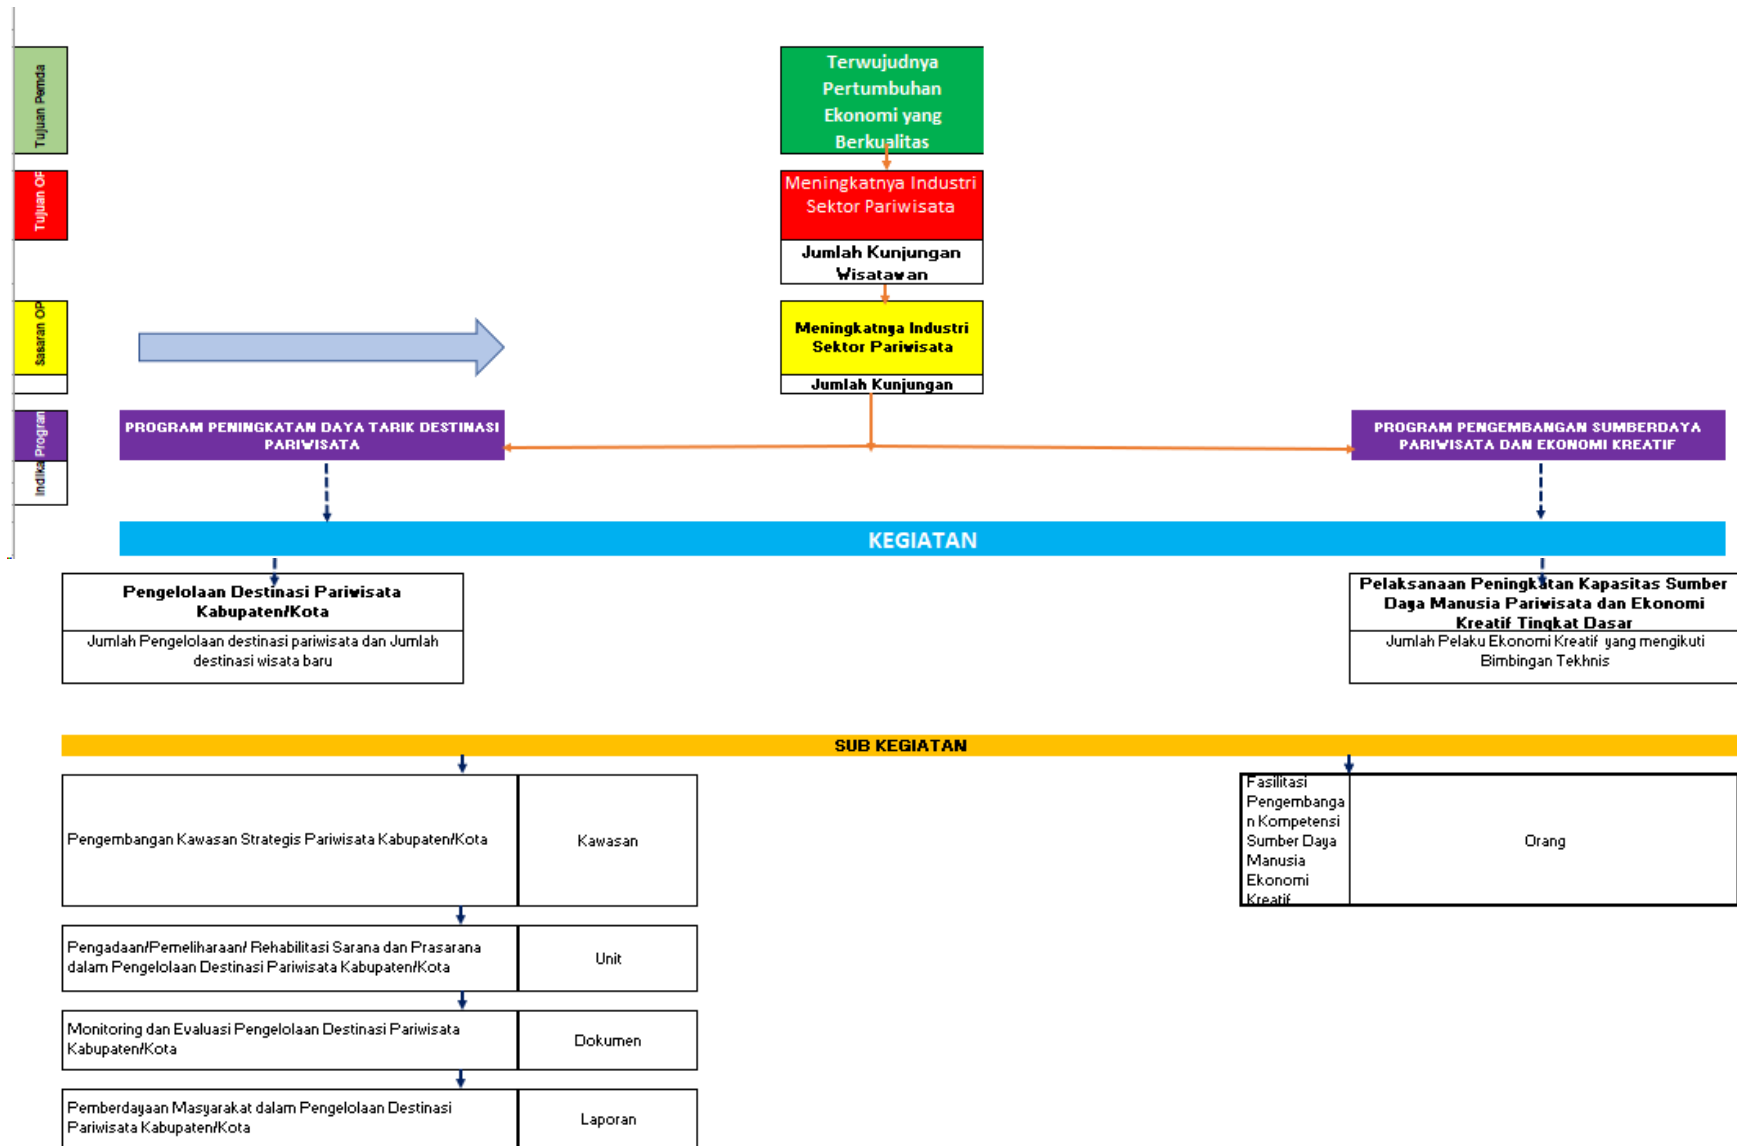 Tujuan Pemda
Terwujudnya
Pertumbuhan
Ekonomi yang
Berkualitas
Tujuan OP
Meningkatnya Industri
Sektor Pariwisata
Jumlah Kunjungan
Wisatawan
Sasaran OP
Meningkatnya Industri
Sektor Pariwisata
Jumlah Kunjungan
Program
Indika
PROGRAM PENINGKATAN DAYA TARIK DESTINASI
PARIWISATA
PROGRAM PENGEMBANGAN SUMBERDAYA
PARIWISATA DAN EKONOMI KREATIF
KEGIATAN
Pengelolaan Destinasi Pariwisata
Kabupaten/Kota
Jumlah Pengelolaan destinasi pariwisata dan Jumlah
destinasi wisata baru
Pelaksanaan Peningkatan Kapasitas Sumber
Daya Manusia Pariwisata dan Ekonomi
Kreatif Tingkat Dasar
Jumlah Pelaku Ekonomi Kreatif yang mengikuti
Bimbingan Tekhnis
SUB KEGIATAN
Pengembangan Kawasan Strategis Pariwisata Kabupaten/Kota
Kawasan
Fasilitasi
Pengembanga
n Kompetensi
Sumber Daya
Manusia
Ekonomi
Kreatif
Orang
Pengadaan/Pemeliharaan/ Rehabilitasi Sarana dan Prasarana
dalam Pengelolaan Destinasi Pariwisata Kabupaten/Kota
Unit
Monitoring dan Evaluasi Pengelolaan Destinasi Pariwisata
Kabupaten/Kota
Dokumen
Pemberdayaan Masyarakat dalam Pengelolaan Destinasi
Pariwisata Kabupaten/Kota
Laporan